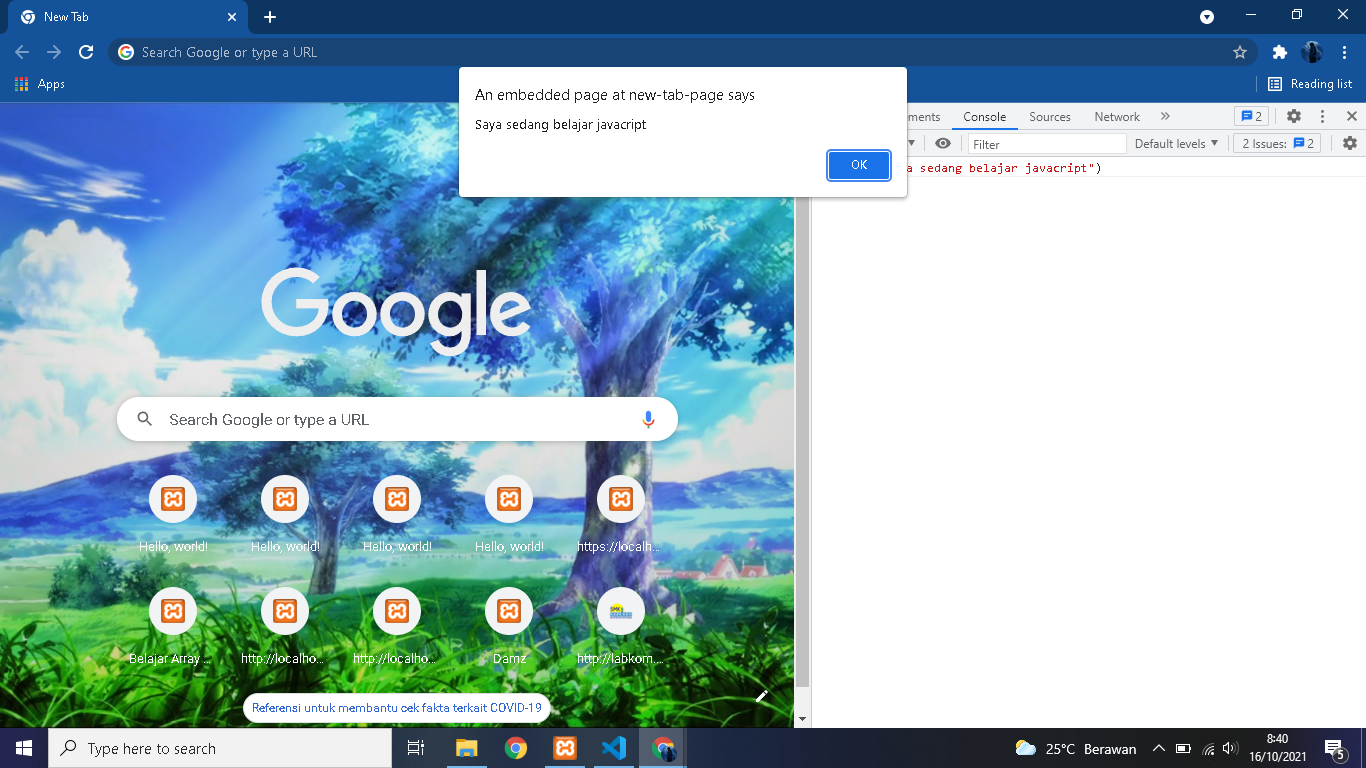 New Tab
Search Google or type a URL
Apps
Reading list
An embedded page at new-tab-page says
Saya sedang belajar javacript
OK
ments
Console
Sources
Network
2
Filter
Default levels
2 Issues:
2
a sedang belajar javacript")
Google
Search Google or type a URL
Hello, world!
Hello, world!
Hello, world!
Hello, world!
https://localh...
Belajar Array ...
http://localho...
http://localho...
Damz
http://labkom....
Referensi untuk membantu cek fakta terkait COVID-19
Type here to search
25°C Berawan
8:40
16/10/2021
5